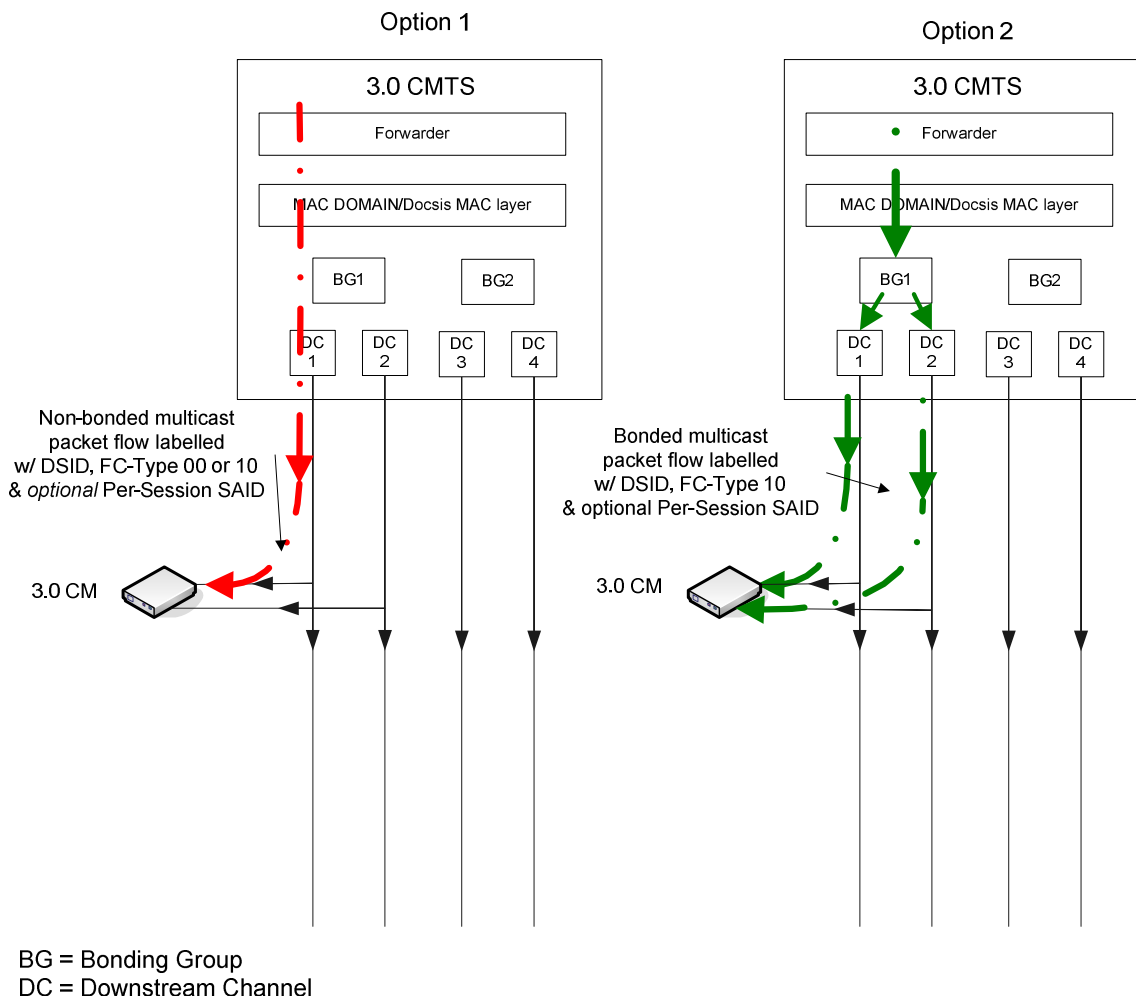 Option 1
3.0 CMTS
Forwarder
MAC DOMAIN/Docsis MAC layer
BG1
BG2
DC
1
DC
2
DC
3
DC
4
Non-bonded multicast
packet flow labelled
w/ DSID, FC-Type 00 or 10
& optional Per-Session SAID
3.0 CM
Option 2
3.0 CMTS
Forwarder
MAC DOMAIN/Docsis MAC layer
BG1
BG2
DC
1
DC
2
DC
3
DC
4
Bonded multicast
packet flow labelled
w/ DSID, FC-Type 10
& optional Per-Session SAID
3.0 CM
BG = Bonding Group
DC = Downstream Channel